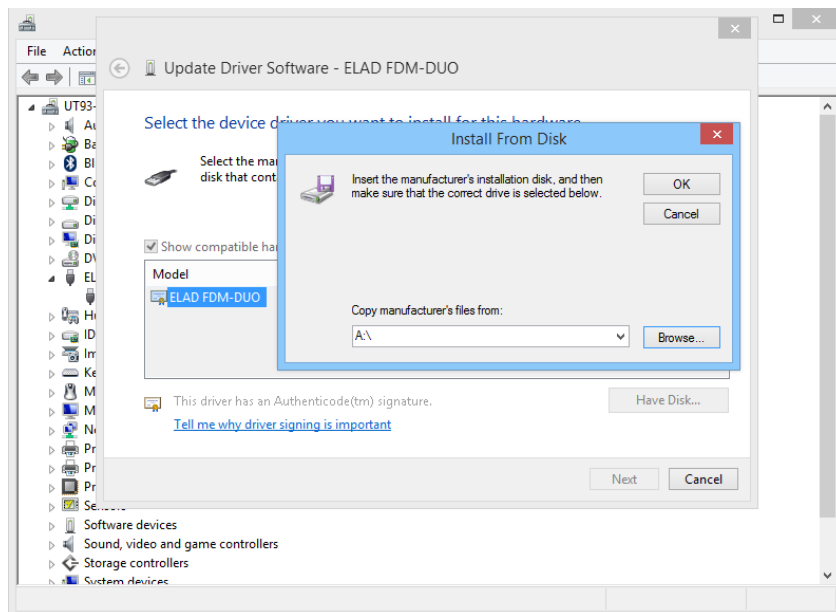 File Action
Update Driver Software - ELAD FDM-DUO
UT93-
Select the device driver you want to install for this hardware.
Install From Disk
Select the ma
disk that cont
Insert the manufacturer's installation disk, and then
make sure that the correct drive is selected below.
OK
Cancel
Show compatible ha
Model
ELAD FDM-DUO
Copy manufacturer's files from:
A:\
Browse...
This driver has an Authenticode(tm) signature.
Have Disk...
Tell me why driver signing is important
Next
Cancel
Au
Ba
Bl
Co
Di
Di
Di
DV
EL
Hu
ID
Im
Ke
M
M
Ne
Pr
Pr
Pr
Sensors
Software devices
Sound, video and game controllers
Storage controllers
System devices